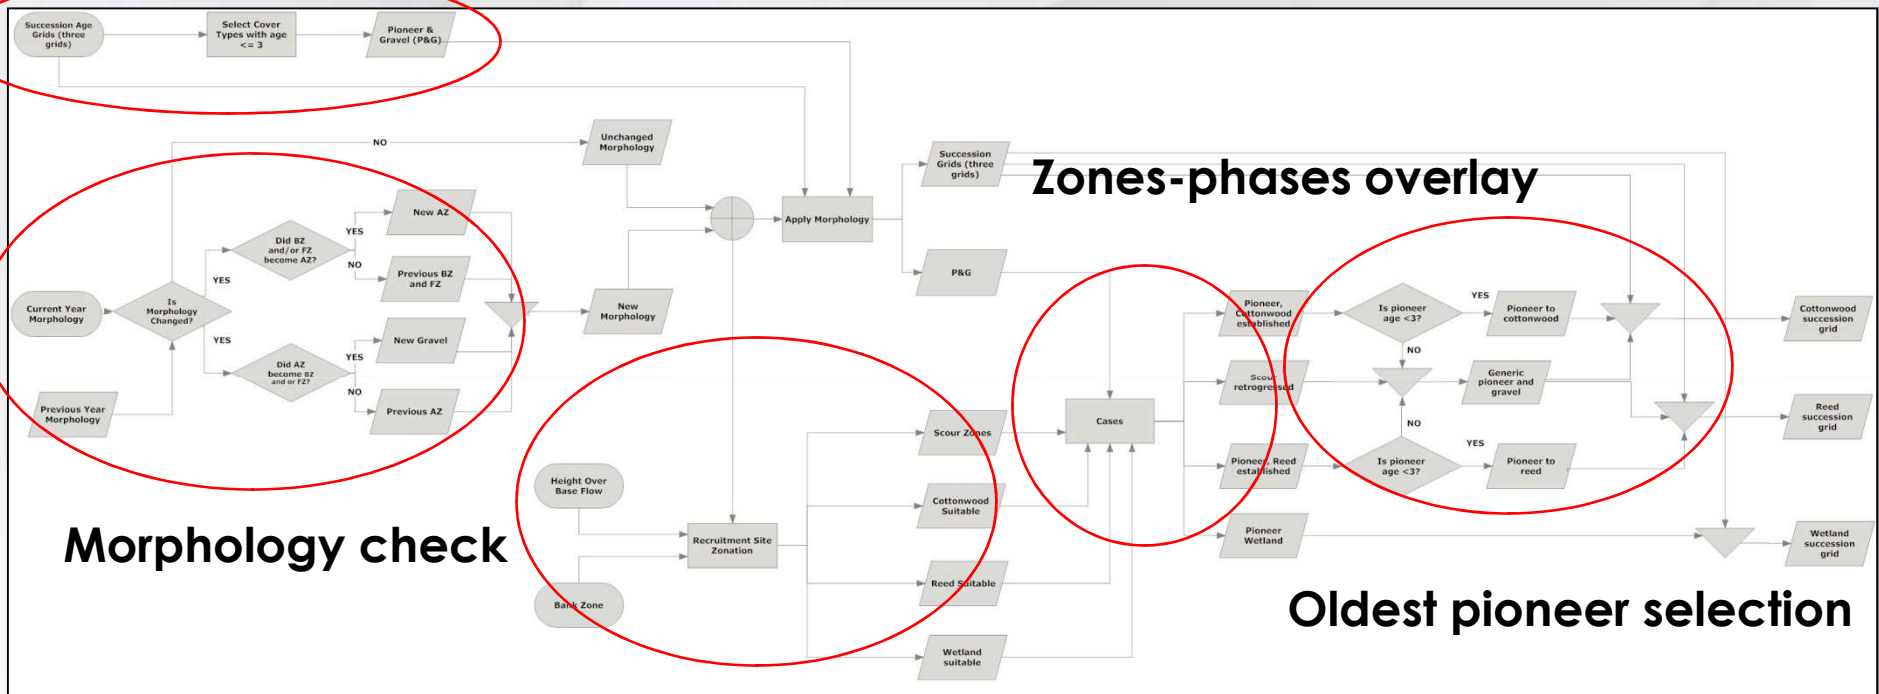 Succession Age
Grids (three
grids)
Select Cover
Types with age
<= 3
Pioneer &
Gravel (P&G)
NO
Unchanged
Morphology
Succession
Grids (three
grids)
Zones-phases overlay
New AZ
YES
Did BZ
and/or FZ
become AZ?
NO
Previous BZ
and FZ
Apply Morphology
P&G
YES
Current Year
Morphology
Is
Morphology
Changed?
New
Morphology
YES
New Gravel
YES
Did AZ
become BZ
and or FZ?
NO
Previous AZ
Previous Year
Morphology
Pioneer,
Cottonwood
established
Is pioneer
age <3?
YES
Pioneer to
cottonwood
Cottonwood
succession
grid
NO
Scour
retrogressed
Generic
pioneer and
gravel
Reed
succession
grid
Cases
NO
Scour Zones
Pioneer, Reed
established
Is pioneer
age <3?
YES
Pioneer to
reed
Height Over
Base Flow
Cottonwood
Suitable
Morphology check
Recruitment Site
Zonation
Pioneer
Wetland
Wetland
succession
grid
Reed Suitable
Bank Zone
Oldest pioneer selection
Wetland
suitable